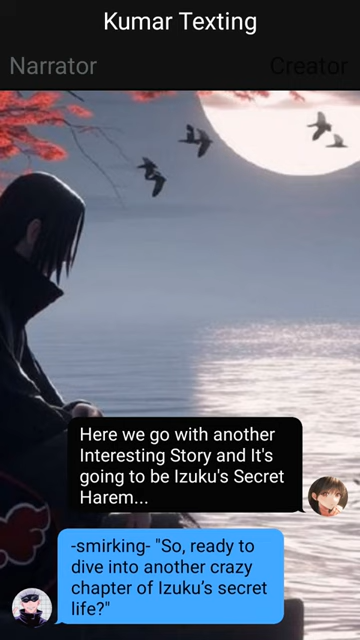 Kumar Texting
Narrator
Creator
Here we go with another
Interesting Story and It's
going to be Izuku's Secret
Harem...
-smirking- "So, ready to
dive into another crazy
chapter of Izuku’s secret
life?"